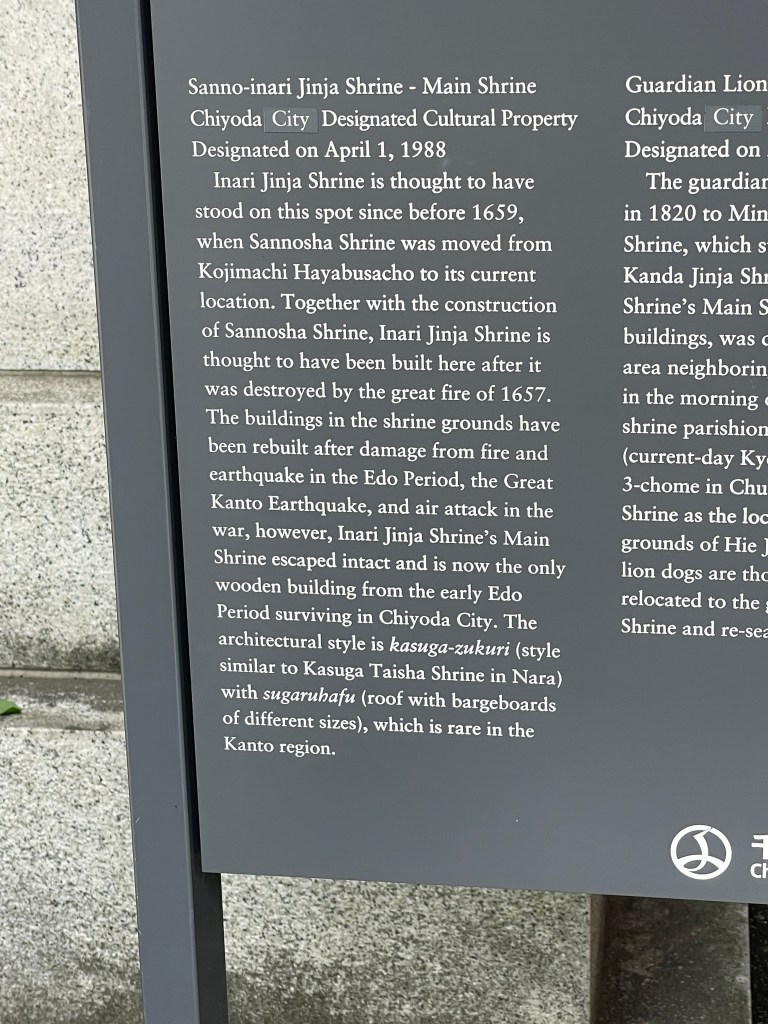 Sanno-inari Jinja Shrine - Main Shrine
Chiyoda City Designated Cultural Property
Designated on April 1, 1988
Inari Jinja Shrine is thought to have
stood on this spot since before 1659,
when Sannosha Shrine was moved from
Kojimachi Hayabusacho to its current
location. Together with the construction
of Sannosha Shrine, Inari Jinja Shrine is
thought to have been built here after it
was destroyed by the great fire of 1657.
The buildings in the shrine grounds have
been rebuilt after damage from fire and
earthquake in the Edo Period, the Great
Kanto Earthquake, and air attack in the
war, however, Inari Jinja Shrine's Main
Shrine escaped intact and is now the only
wooden building from the early Edo
Period surviving in Chiyoda City. The
architectural style is kasuga-zukuri (style
similar to Kasuga Taisha Shrine in Nara)
with sugaruhafu (roof with bargeboards
of different sizes), which is rare in the
Kanto region.
Guardian Lion
Chiyoda City
Designated on
The guardian
in 1820 to
Shrine, which
Kanda Jinja
Shrine's Main
buildings, was
area
in the morning
shrine
(current-day
3-chome in
Shrine as the
grounds of Hie
lion dogs are
relocated to the
Shrine and